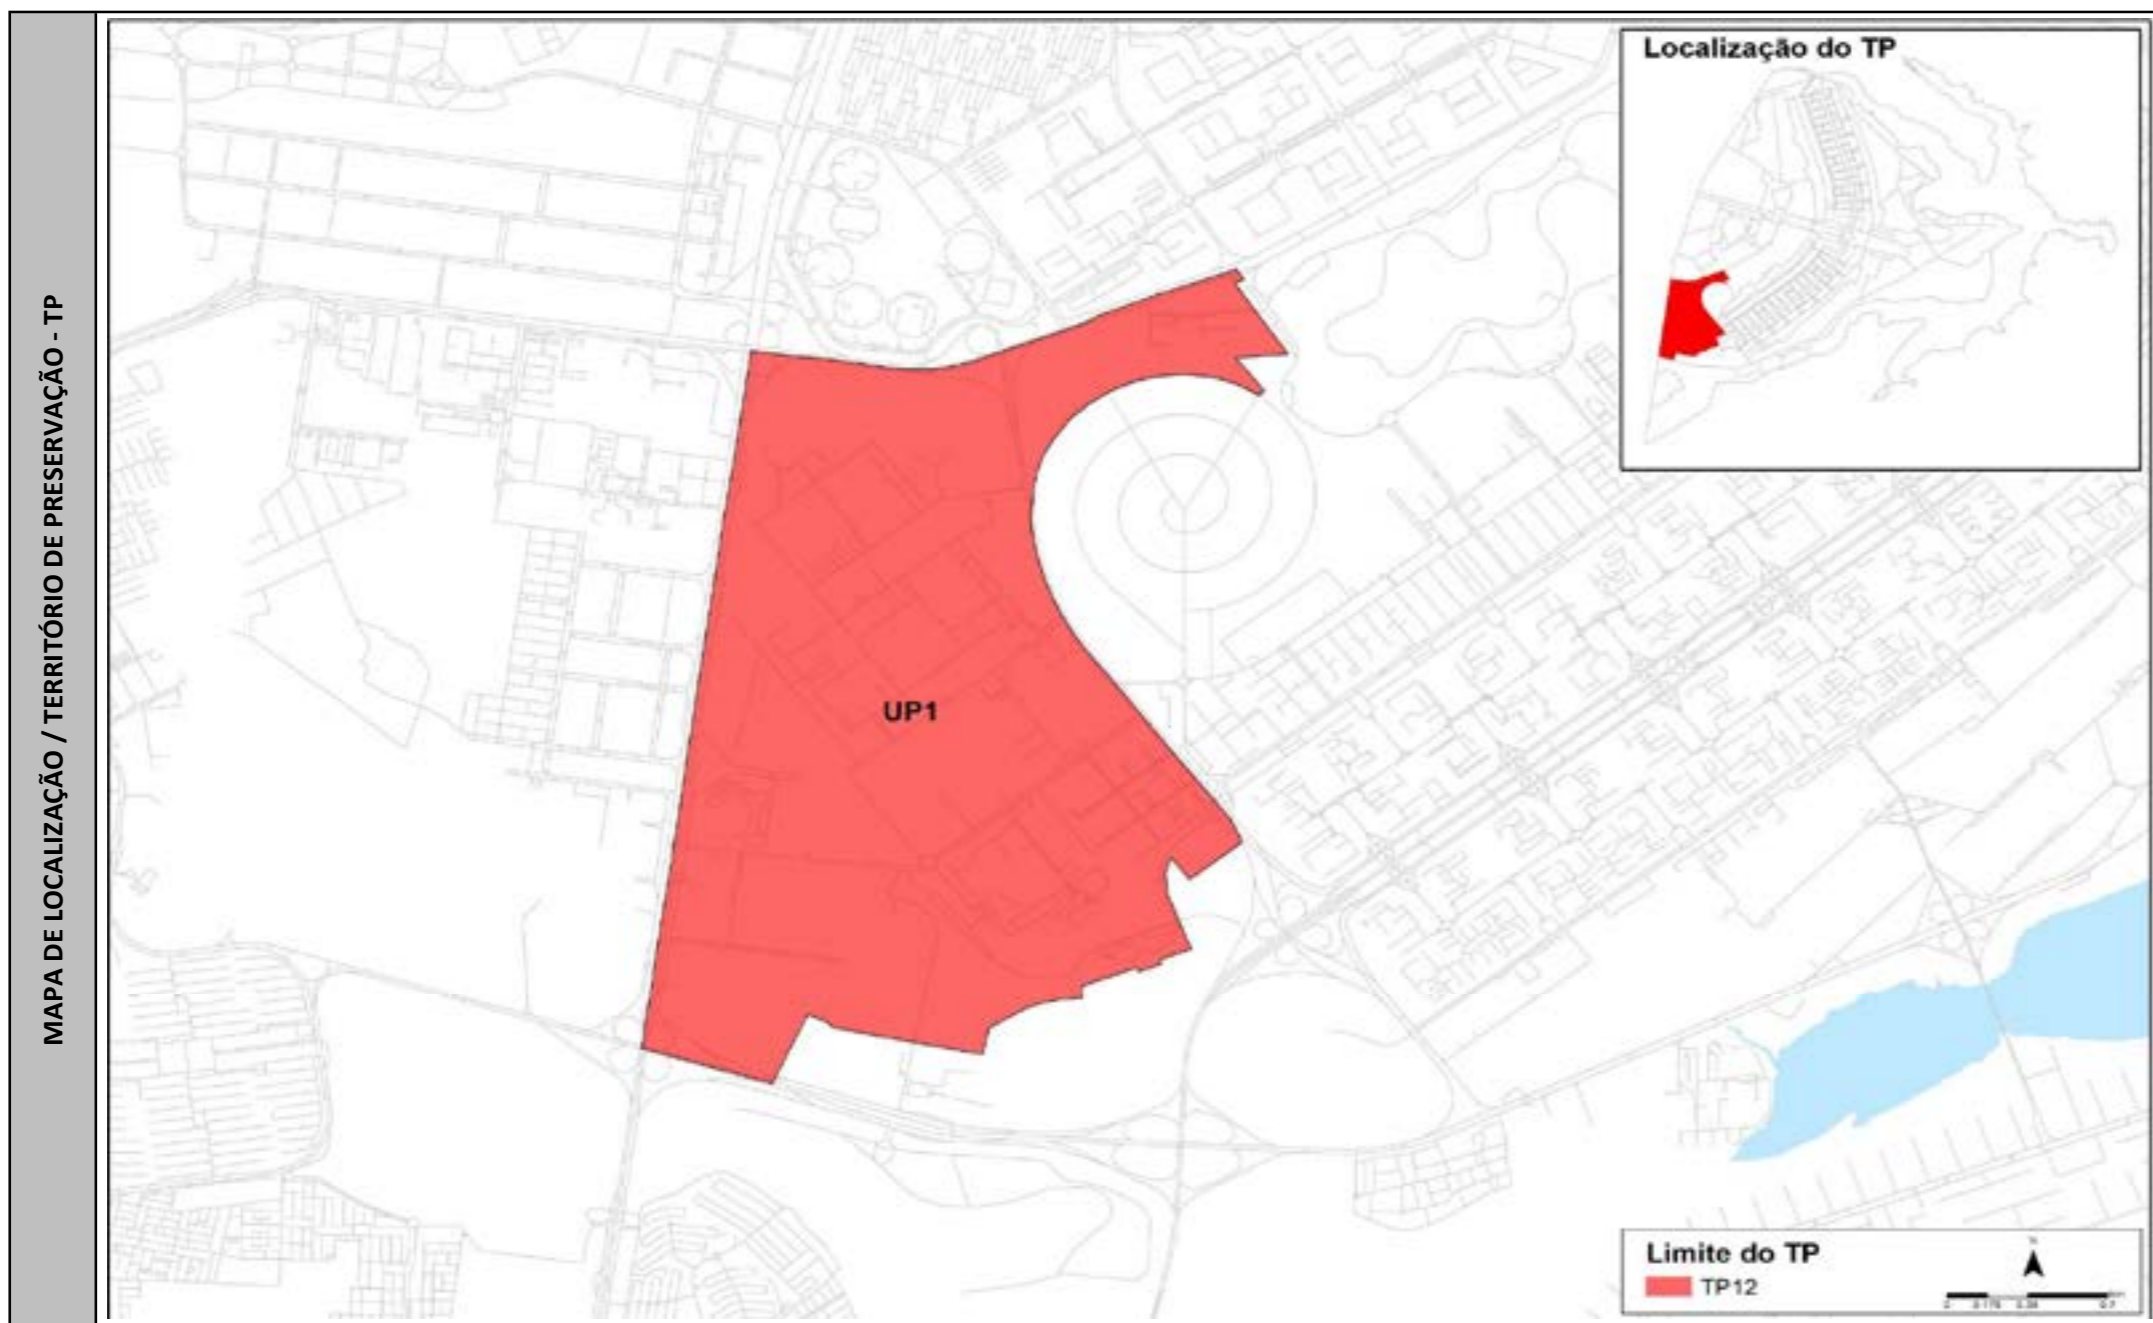 MAPA DE LOCALIZAÇÃO / TERRITÓRIO DE PRESERVAÇÃO - TP
Localização do TP
UP1
Limite do TP
TP12